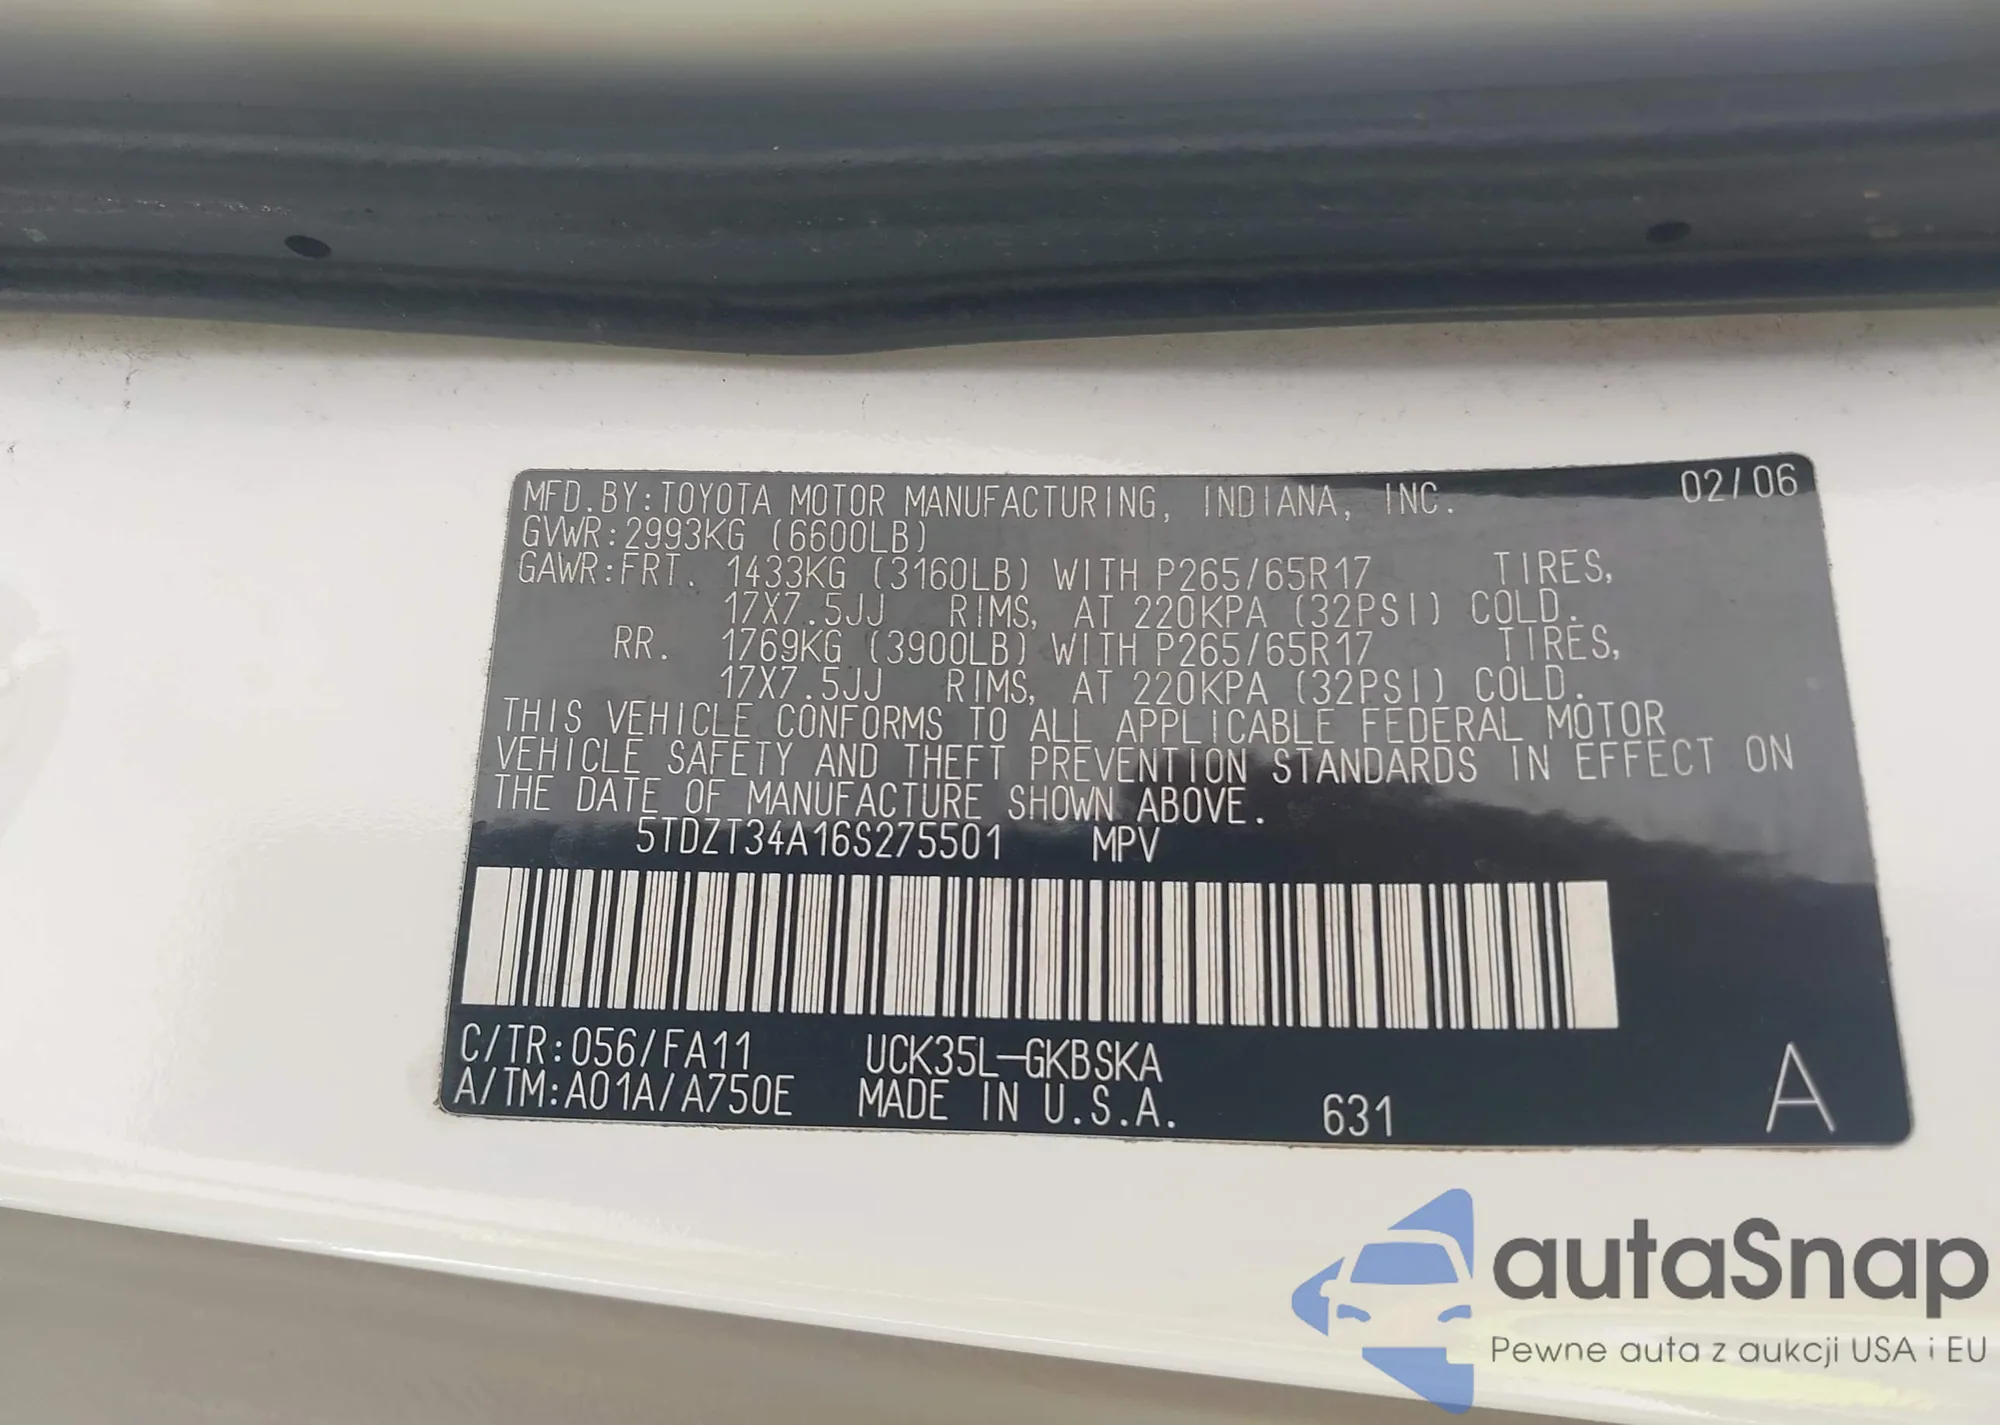 MFD.BY:TOYOTA MOTOR MANUFACTURING, INDIANA, INC. 02/06
GVWR:2993KG (6600LB)
GAWR:FRT. 1433KG (3160LB) WITH P265/65R17 TIRES,
17X7.5JJ RIMS, AT 220KPA (32PSI) COLD.
RR. 1769KG (3900LB) WITH P265/65R17 TIRES,
17X7.5JJ RIMS, AT 220KPA (32PSI) COLD.
THIS VEHICLE CONFORMS TO ALL APPLICABLE FEDERAL MOTOR
VEHICLE SAFETY AND THEFT PREVENTION STANDARDS IN EFFECT ON
THE DATE OF MANUFACTURE SHOWN ABOVE.
5TDZT34A16S275501 MPV
C/TR:056/FA11 UCK35L-GKBSKA
A/TM:A01A/A750E MADE IN U.S.A. 631 A
autaSnap
Pewne auta z aukcji USA i EU